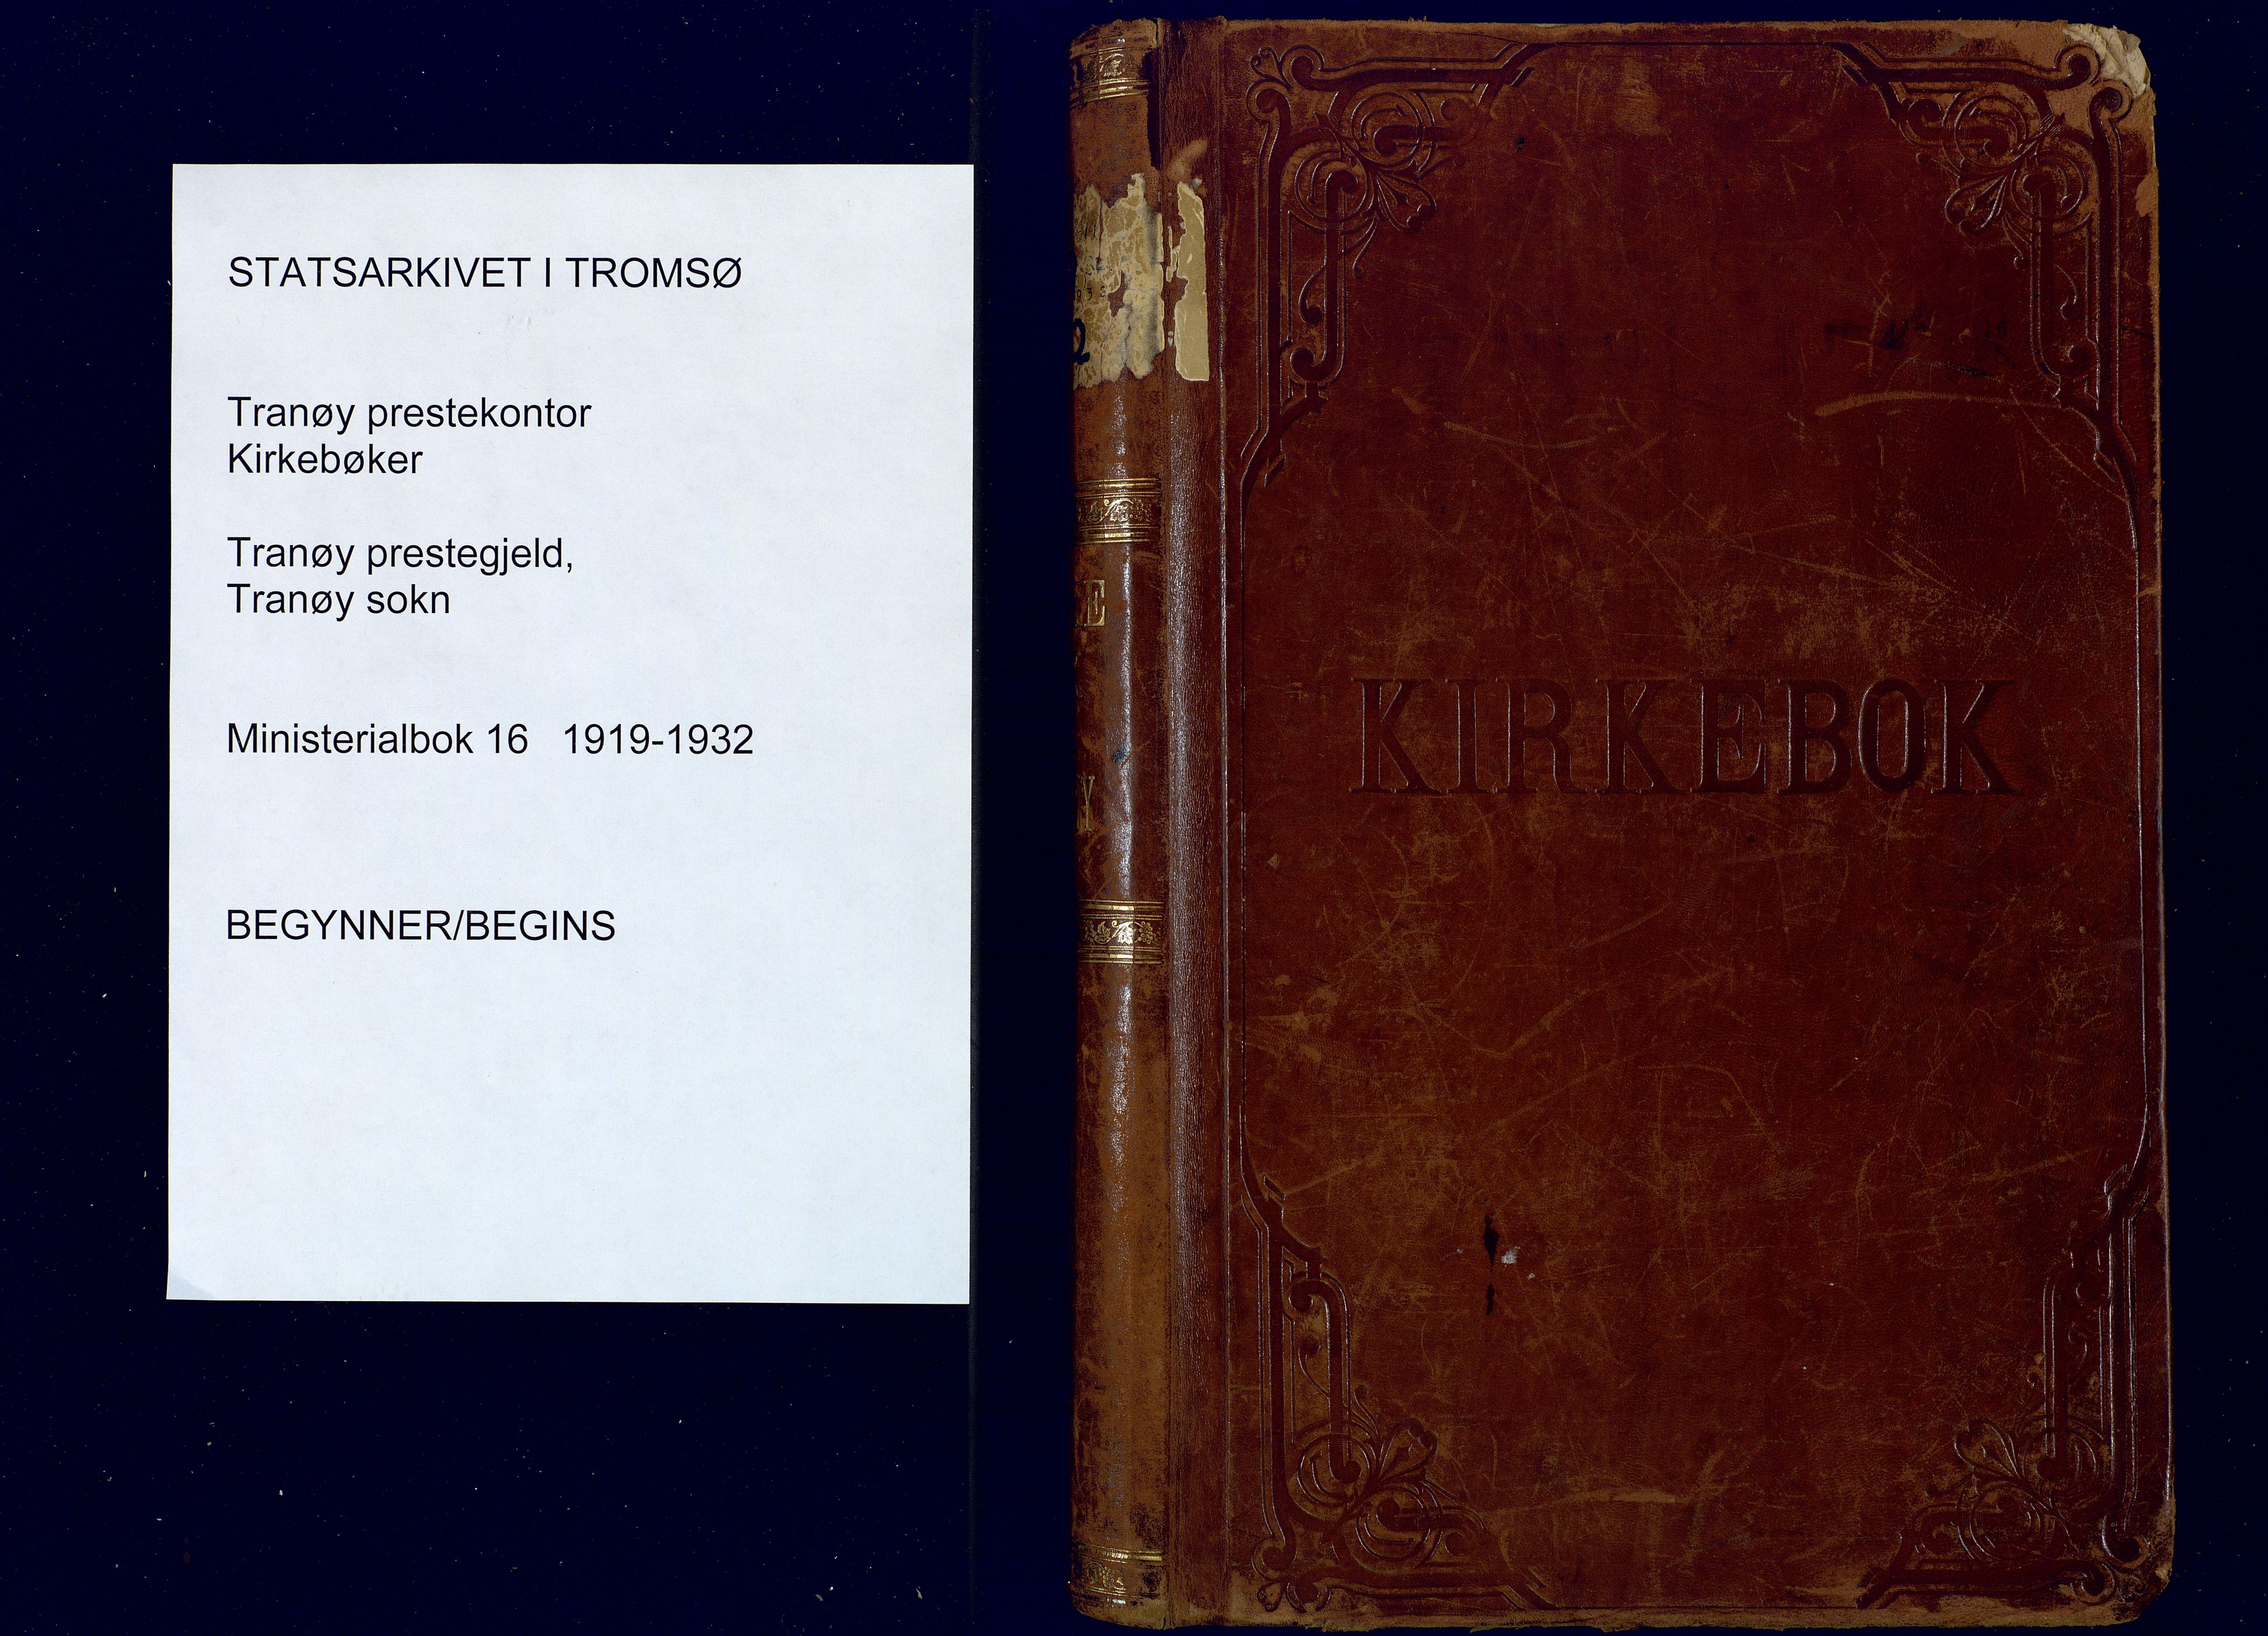 STATSARKIVET I TROMSØ
Tranøy prestekontor
Kirkebøker
Tranøy prestegjeld,
Tranøy sokn
Ministerialbok 16 1919-1932
BEGYNNER/BEGINS
KIRKEBOK